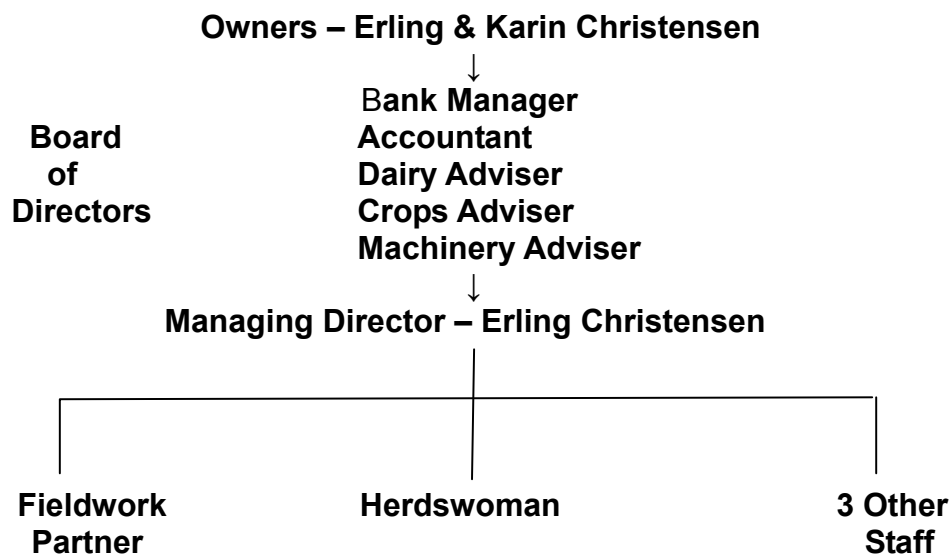 Owners – Erling & Karin Christensen
↓
Bank Manager
Board Accountant
of Dairy Adviser
Directors Crops Adviser
Machinery Adviser
↓
Managing Director – Erling Christensen
Fieldwork Herdswoman 3 Other
Partner Staff